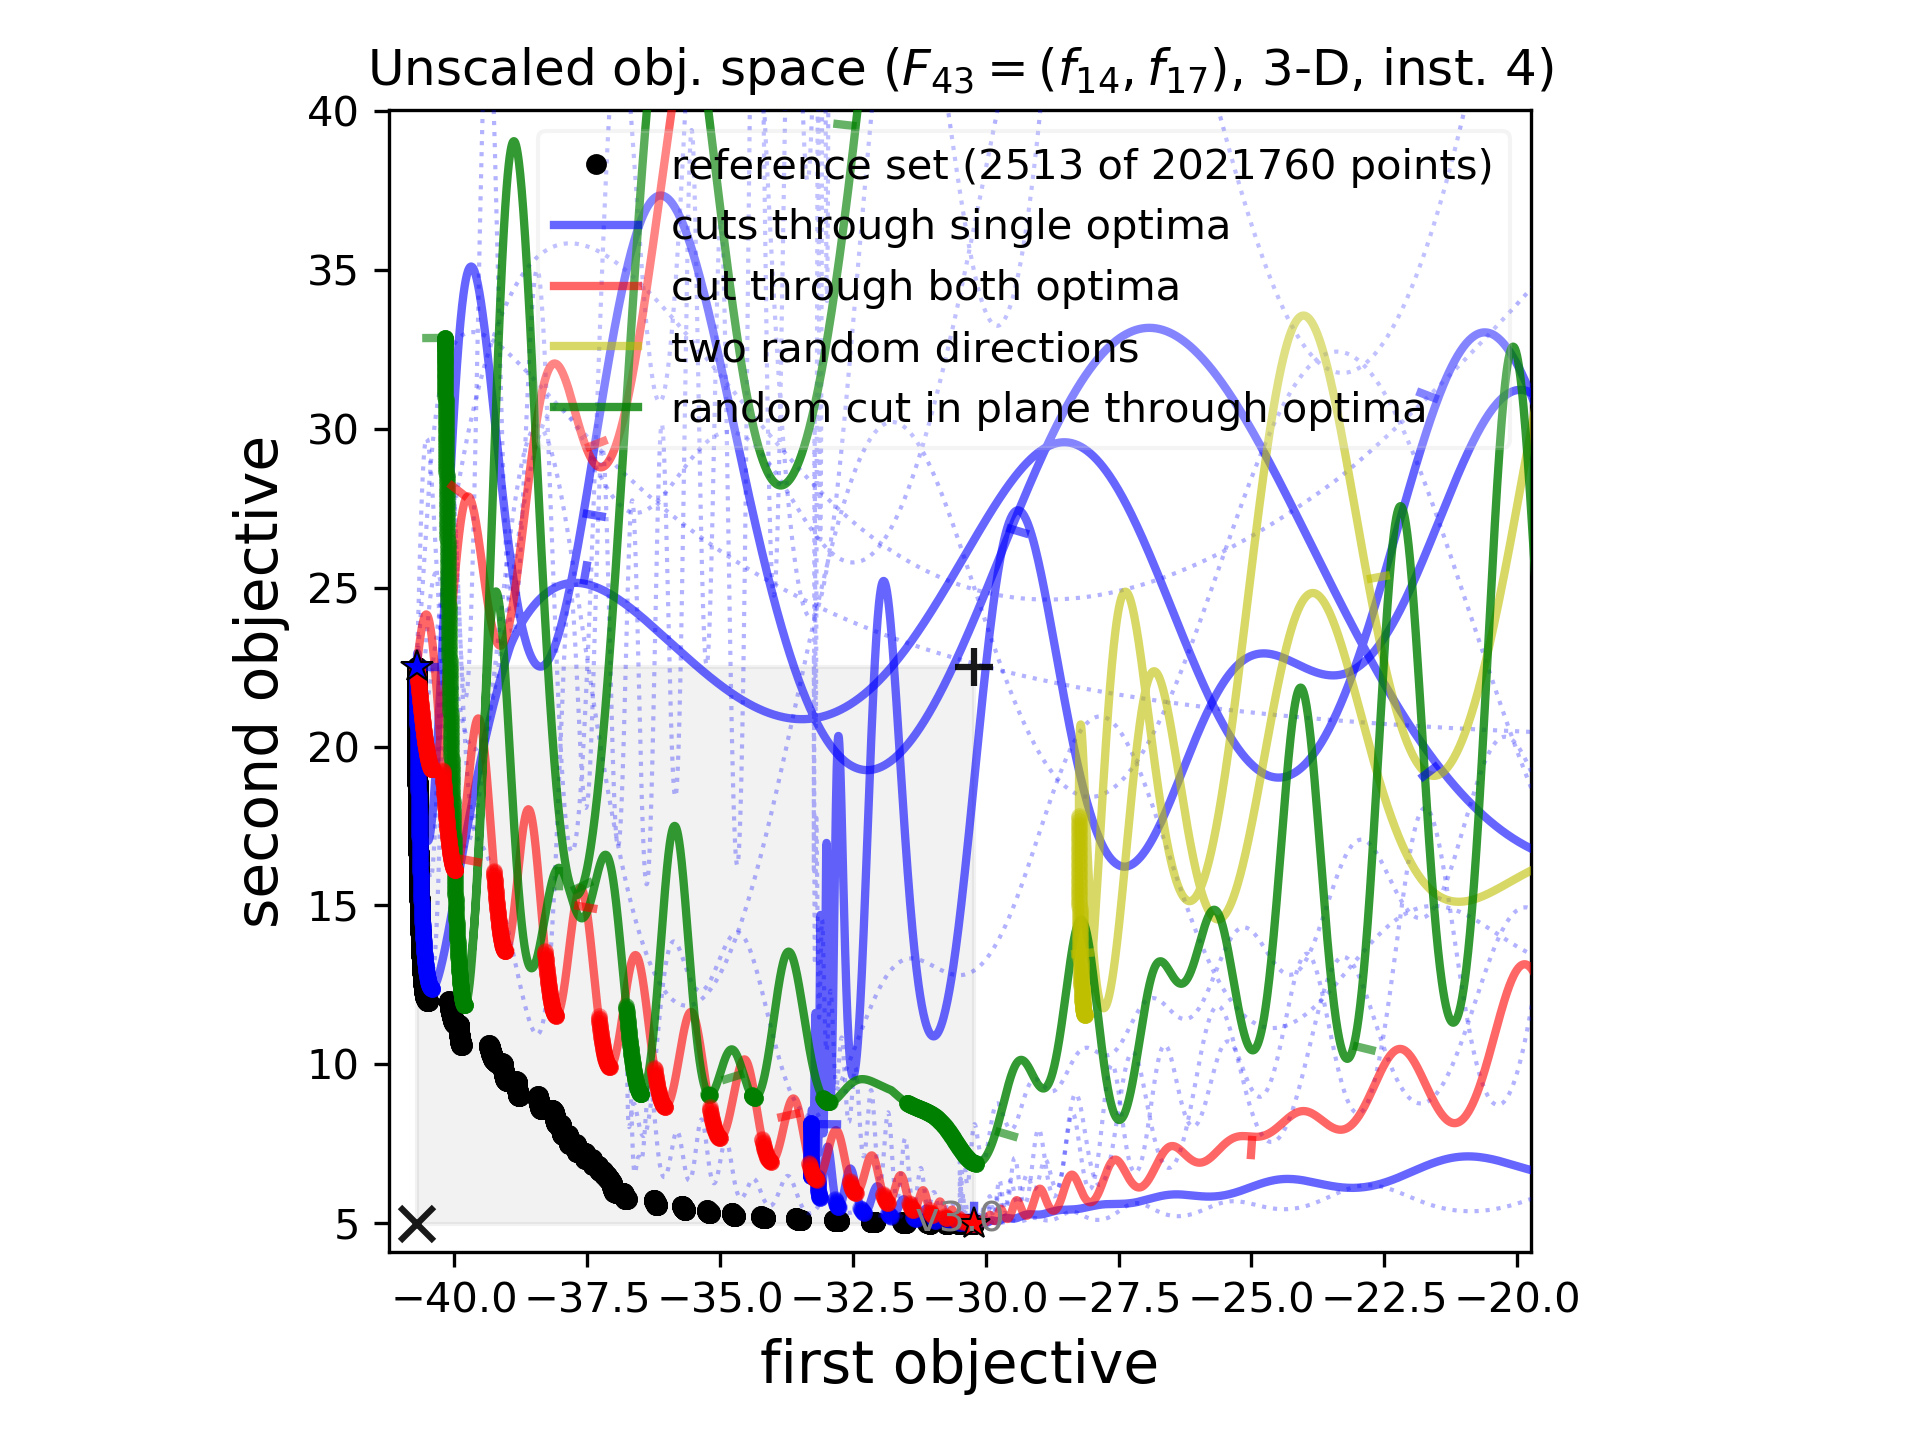 Unscaled obj. space (F₄₃ = (f₁₄, f₁₇), 3-D, inst. 4)
reference set (2513 of 2021760 points)
cuts through single optima
cut through both optima
two random directions
random cut in plane through optima
second objective
40
35
30
25
20
15
10
5
v3.0
−40.0 −37.5 −35.0 −32.5 −30.0 −27.5 −25.0 −22.5 −20.0
first objective